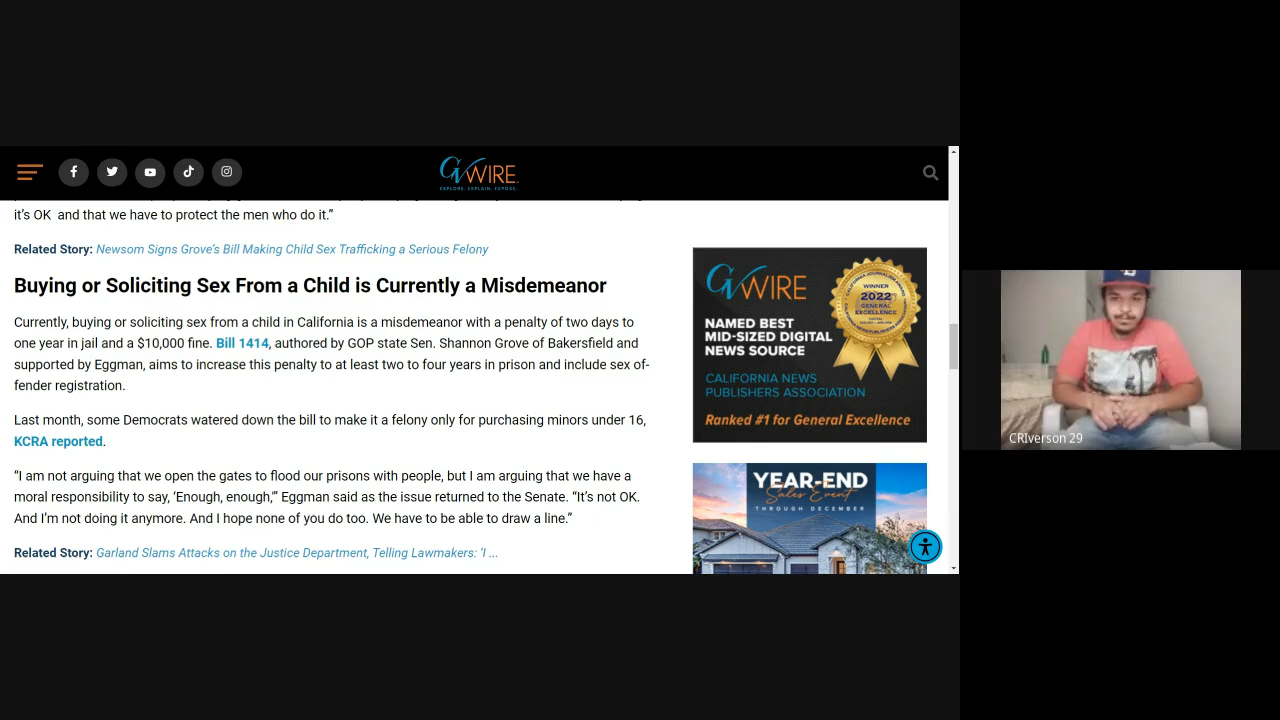 GV WIRE
EXPLORE. EXPLAIN. EXPOSE.
it's OK and that we have to protect the men who do it."
Related Story: Newsom Signs Grove's Bill Making Child Sex Trafficking a Serious Felony
Buying or Soliciting Sex From a Child is Currently a Misdemeanor
Currently, buying or soliciting sex from a child in California is a misdemeanor with a penalty of two days to
one year in jail and a $10,000 fine. Bill 1414, authored by GOP state Sen. Shannon Grove of Bakersfield and
supported by Eggman, aims to increase this penalty to at least two to four years in prison and include sex of-
fender registration.
Last month, some Democrats watered down the bill to make it a felony only for purchasing minors under 16,
KCRA reported.
“I am not arguing that we open the gates to flood our prisons with people, but I am arguing that we have a
moral responsibility to say, ‘Enough, enough,’” Eggman said as the issue returned to the Senate. “It’s not OK.
And I’m not doing it anymore. And I hope none of you do too. We have to be able to draw a line.”
Related Story: Garland Slams Attacks on the Justice Department, Telling Lawmakers: ‘I ...
GV WIRE
WINNER
2022
GENERAL
EXCELLENCE
NAMED BEST
MID-SIZED DIGITAL
NEWS SOURCE
CALIFORNIA NEWS
PUBLISHERS ASSOCIATION
Ranked #1 for General Excellence
YEAR-END
Sales Event
THROUGH DECEMBER
CRIverson 29